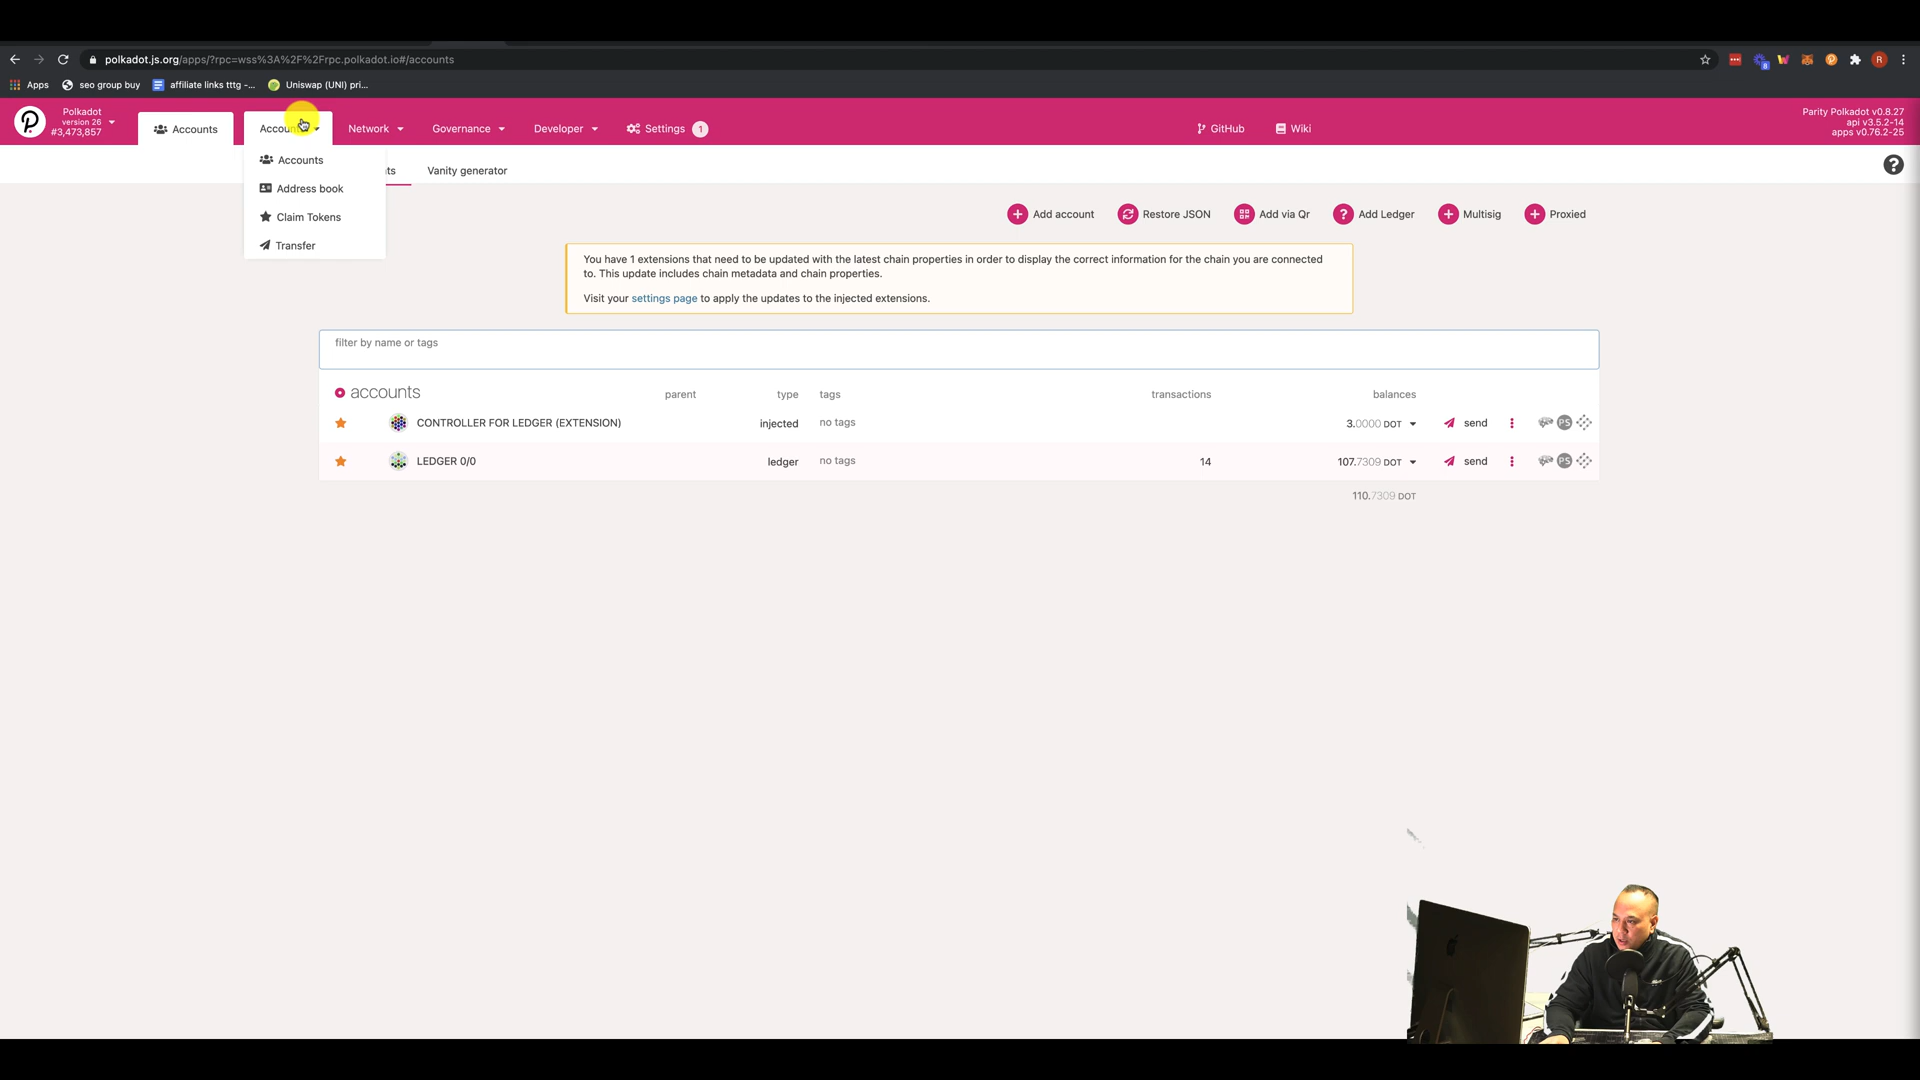 polkadot.js.org/apps/?rpc=wss%3A%2F%2Frpc.polkadot.io#/accounts
R
Apps
seo group buy
affiliate links tttg -...
Uniswap (UNI) pri...
8
Polkadot
version 26
#3,473,857
Accounts
Network
Governance
Developer
Settings
1
GitHub
Wiki
Parity Polkadot v0.8.27
api v3.5.2-14
apps v0.76.2-25
Accounts
Address book
Claim Tokens
Transfer
Vanity generator
?
Add account
Restore JSON
Add via Qr
Add Ledger
Multisig
Proxied
You have 1 extensions that need to be updated with the latest chain properties in order to display the correct information for the chain you are connected
to. This update includes chain metadata and chain properties.
Visit your settings page to apply the updates to the injected extensions.
filter by name or tags
accounts parent type tags transactions balances
CONTROLLER FOR LEDGER (EXTENSION) injected no tags 3.0000 DOT send PS
LEDGER 0/0 ledger no tags 14 107.7309 DOT send PS
110.7309 DOT